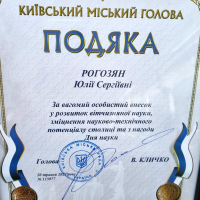 КИЇВСЬКИЙ МІСЬКИЙ ГОЛОВА
ПОДЯКА
РОГОЗЯН
Юлії Сергіївні
За вагомий особистий внесок
у розвиток вітчизняної науки,
зміцнення науково-технічного
потенціалу столиці та з нагоди
Дня науки
Голова
В. КЛИЧКО